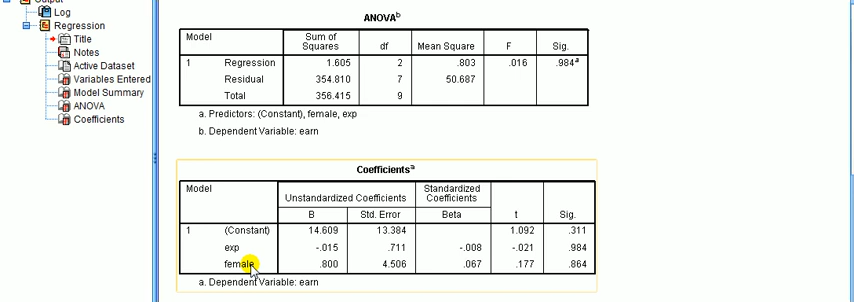 Output
Log
Regression
Title
Notes
Active Dataset
Variables Entered
Model Summary
ANOVA
Coefficients
ANOVAb
Model Sum of Squares df Mean Square F Sig.
1 Regression 1.605 2 .803 .016 .984a
Residual 354.810 7 50.687
Total 356.415 9
a. Predictors: (Constant), female, exp
b. Dependent Variable: earn
Coefficientsa
Model Unstandardized Coefficients Standardized Coefficients t Sig.
B Std. Error Beta
1 (Constant) 14.609 13.384 1.092 .311
exp -.015 .711 -.008 -.021 .984
female .800 4.506 .067 .177 .864
a. Dependent Variable: earn